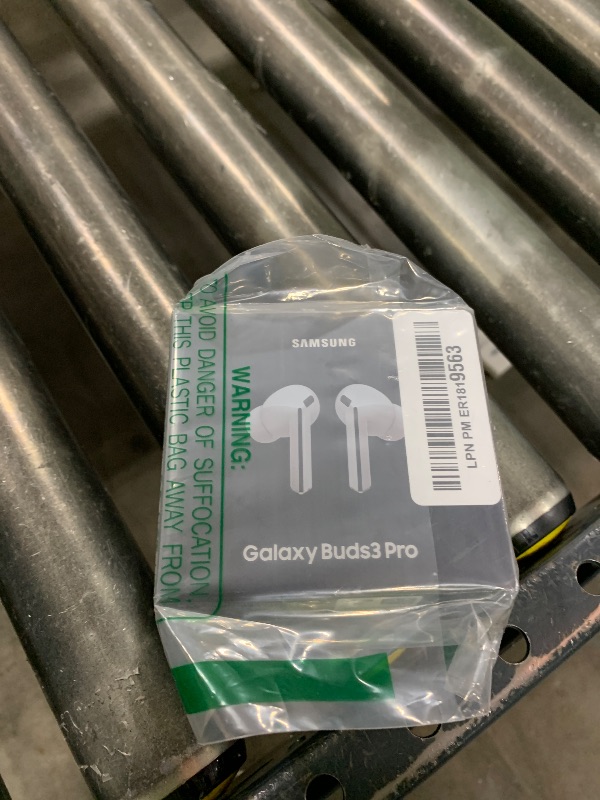 SAMSUNG
Galaxy Buds3 Pro
LPN PM ER1819563
WARNING:
TO AVOID DANGER OF SUFFOCATION,
THIS PLASTIC BAG AWAY FROM